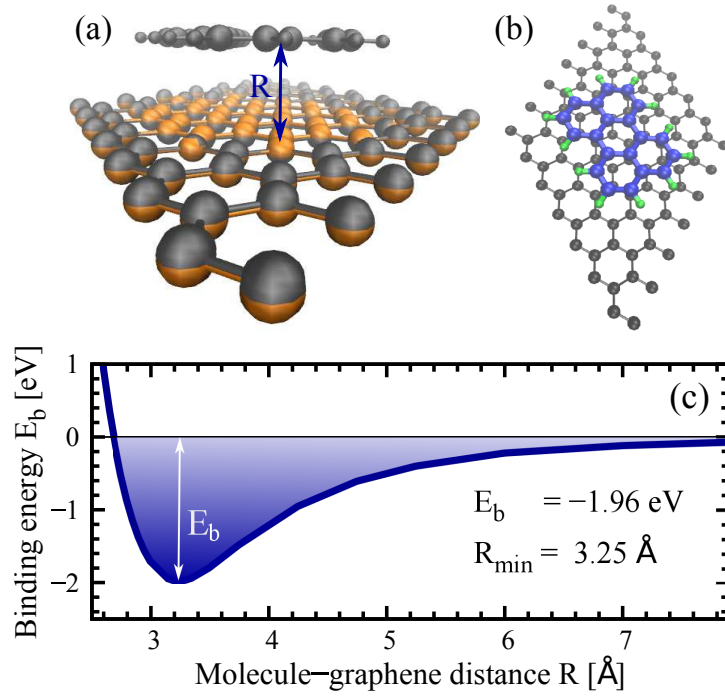 (a)
(b)
R
(c)
1
0
−1
−2
Binding energy E_b [eV]
E_b
E_b = −1.96 eV
R_min = 3.25 Å
3 4 5 6 7
Molecule−graphene distance R [Å]